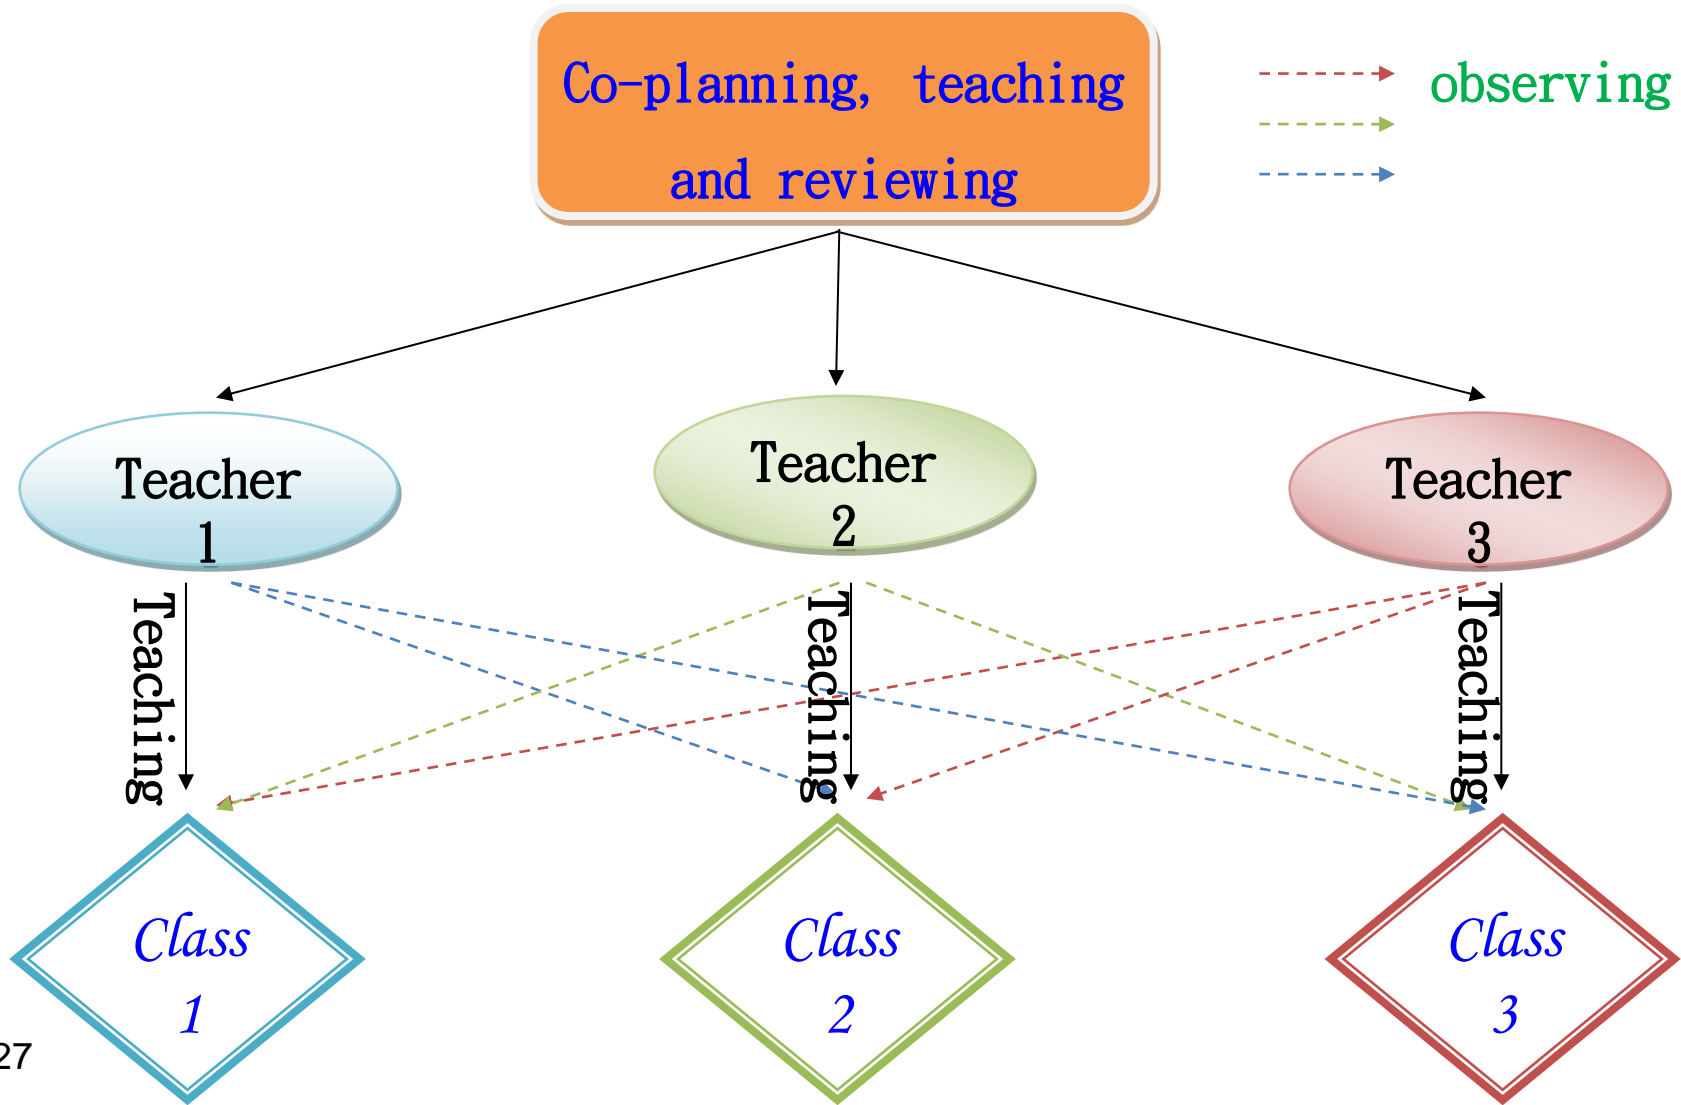 Co-planning, teaching
and reviewing
observing
Teacher
1
Teacher
2
Teacher
3
Teaching
Teaching
Teaching
Class
1
Class
2
Class
3
27